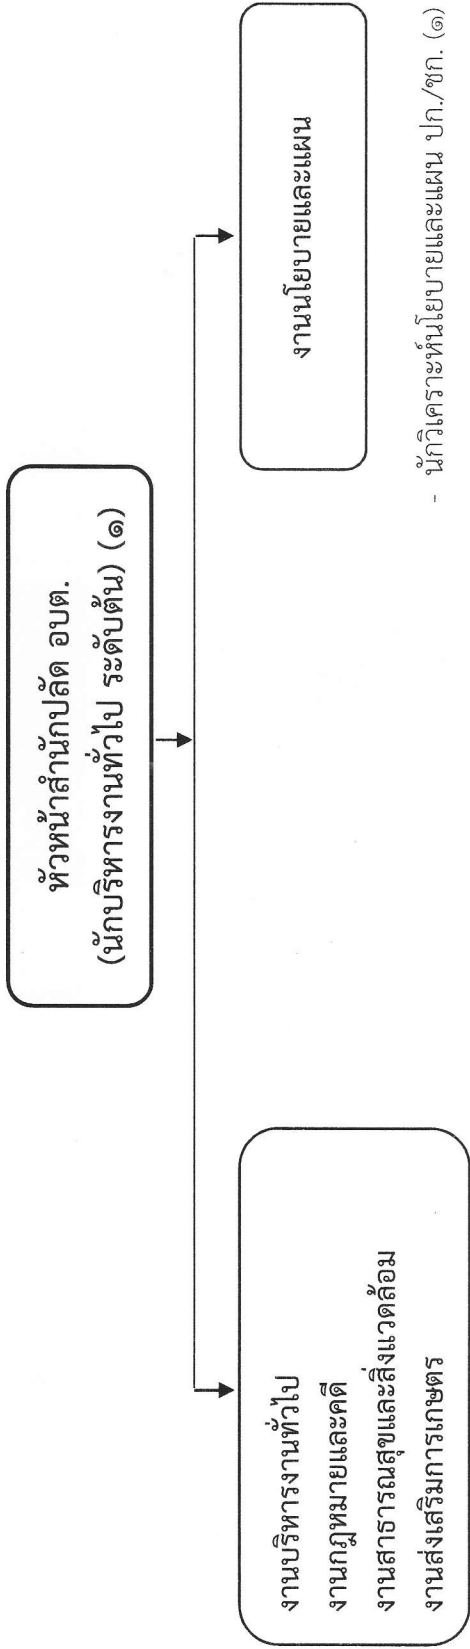 หัวหน้าสำนักปลัด อบต.
(นักบริหารงานทั่วไป ระดับต้น) (๑)
งานบริหารงานทั่วไป
งานกฎหมายและคดี
งานสาธารณสุขและสิ่งแวดล้อม
งานส่งเสริมการเกษตร
งานนโยบายและแผน
- นักวิเคราะห์นโยบายและแผน ปก./ชก. (๑)